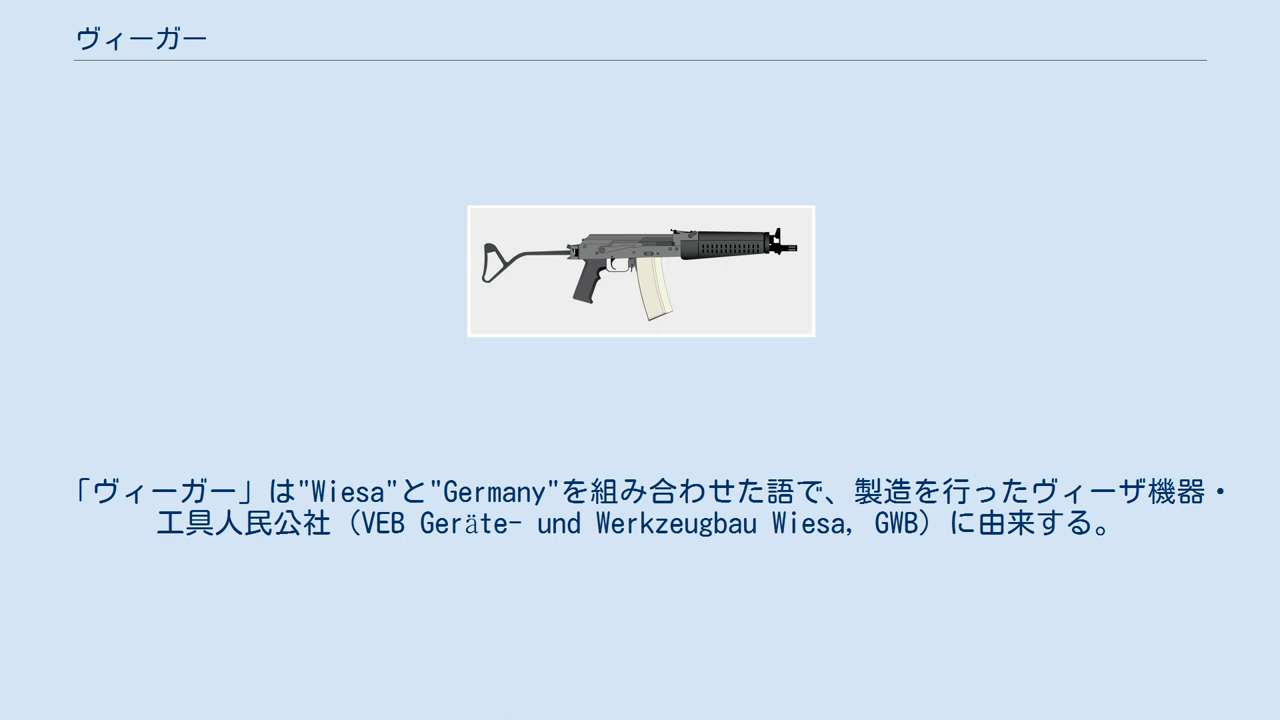 ヴィーガー
「ヴィーガー」は"Wiesa"と"Germany"を組み合わせた語で、製造を行ったヴィーザ機器・
工具人民公社（VEB Geräte- und Werkzeugbau Wiesa, GWB）に由来する。